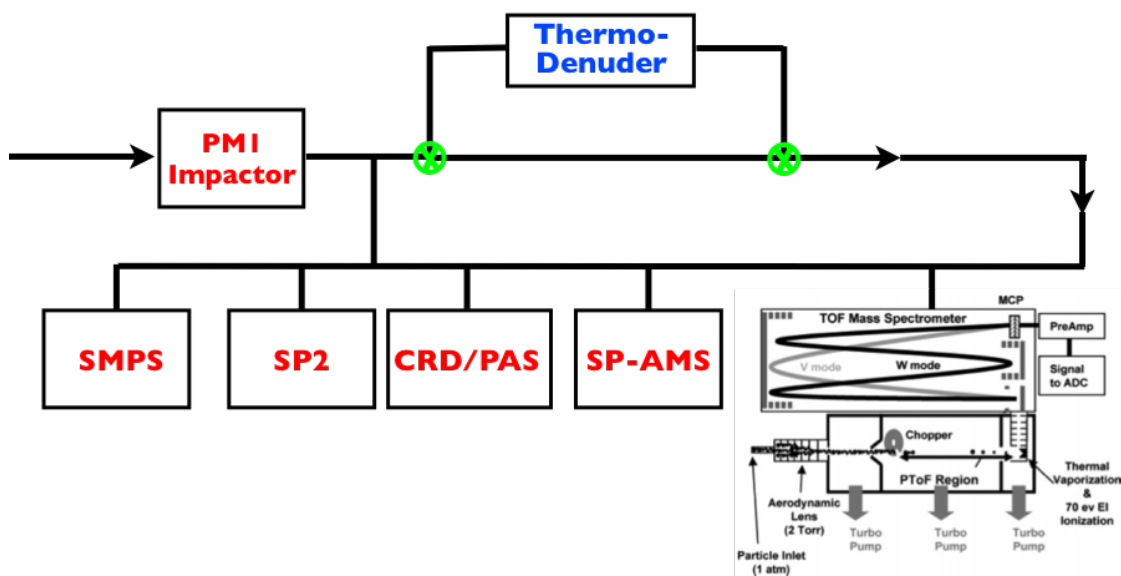 Thermo-
Denuder
PM1
Impactor
SMPS
SP2
CRD/PAS
SP-AMS
MCP
TOF Mass Spectrometer
PreAmp
V mode
W mode
Signal
to ADC
Chopper
PToF Region
Thermal
Vaporization
&
70 ev EI
Ionization
Aerodynamic
Lens
(2 Torr)
Turbo
Pump
Turbo
Pump
Turbo
Pump
Particle Inlet
(1 atm)